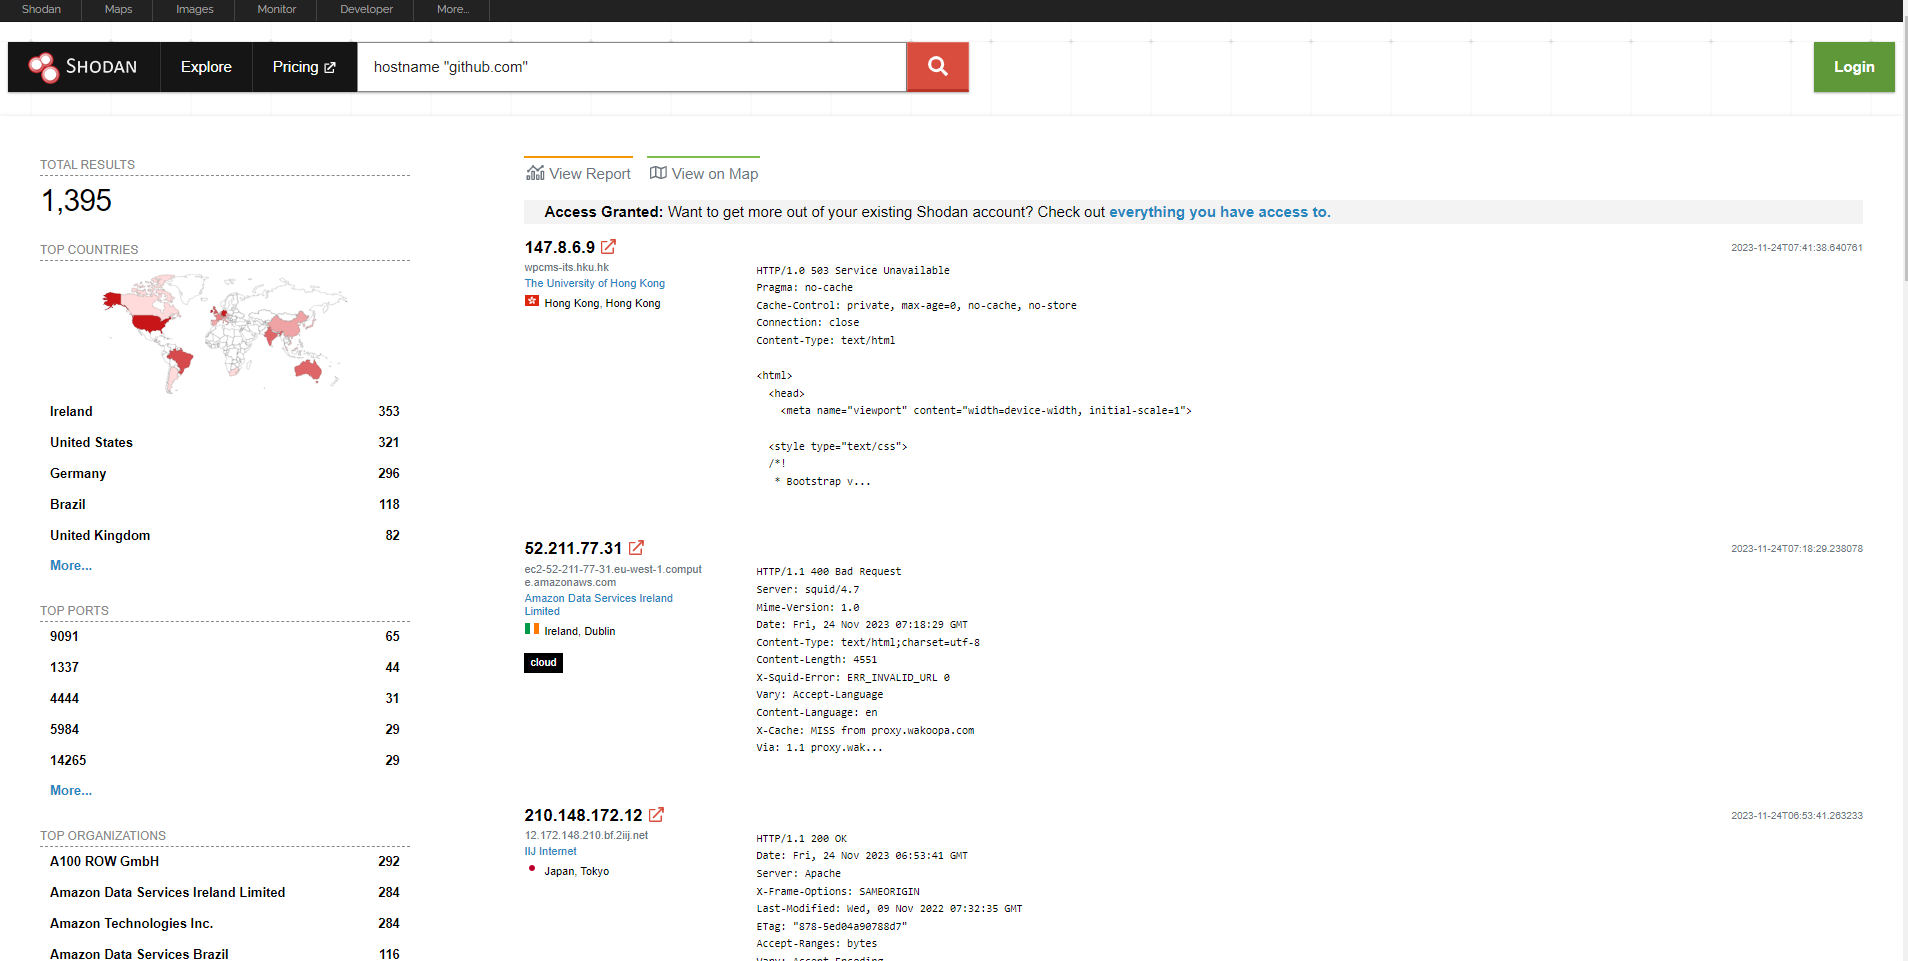 Shodan Maps Images Monitor Developer More...
SHODAN Explore Pricing hostname "github.com" Login
TOTAL RESULTS
1,395
TOP COUNTRIES
Ireland 353
United States 321
Germany 296
Brazil 118
United Kingdom 82
More...
TOP PORTS
9091 65
1337 44
4444 31
5984 29
14265 29
More...
TOP ORGANIZATIONS
A100 ROW GmbH 292
Amazon Data Services Ireland Limited 284
Amazon Technologies Inc. 284
Amazon Data Services Brazil 116
View Report View on Map
Access Granted: Want to get more out of your existing Shodan account? Check out everything you have access to.
147.8.6.9
2023-11-24T07:41:38.640761
wpcms-its.hku.hk
The University of Hong Kong
Hong Kong, Hong Kong
HTTP/1.0 503 Service Unavailable
Pragma: no-cache
Cache-Control: private, max-age=0, no-cache, no-store
Connection: close
Content-Type: text/html
<html>
<head>
<meta name="viewport" content="width=device-width, initial-scale=1">
<style type="text/css">
/*!
* Bootstrap v...
52.211.77.31
2023-11-24T07:18:29.238078
ec2-52-211-77-31.eu-west-1.comput
e.amazonaws.com
Amazon Data Services Ireland
Limited
Ireland, Dublin
cloud
HTTP/1.1 400 Bad Request
Server: squid/4.7
Mime-Version: 1.0
Date: Fri, 24 Nov 2023 07:18:29 GMT
Content-Type: text/html;charset=utf-8
Content-Length: 4551
X-Squid-Error: ERR_INVALID_URL 0
Vary: Accept-Language
Content-Language: en
X-Cache: MISS from proxy.wakoopa.com
Via: 1.1 proxy.wak...
210.148.172.12
2023-11-24T06:53:41.263233
12.172.148.210.bf.2iij.net
IIJ Internet
Japan, Tokyo
HTTP/1.1 200 OK
Date: Fri, 24 Nov 2023 06:53:41 GMT
Server: Apache
X-Frame-Options: SAMEORIGIN
Last-Modified: Wed, 09 Nov 2022 07:32:35 GMT
ETag: "878-5ed04a90788d7"
Accept-Ranges: bytes
Vary: Accept-Encoding